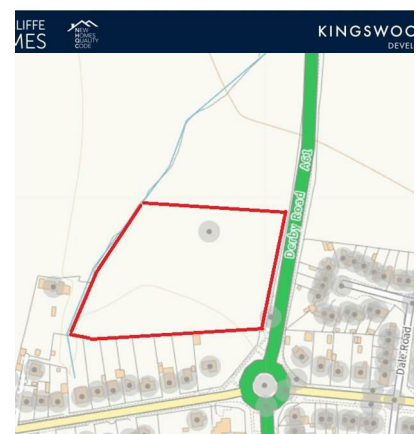 LIFFE
MES
NEW
HOMES
QUALITY
CODE
KINGSWOO
DEVEL
A61
Derby Road
Dale Road